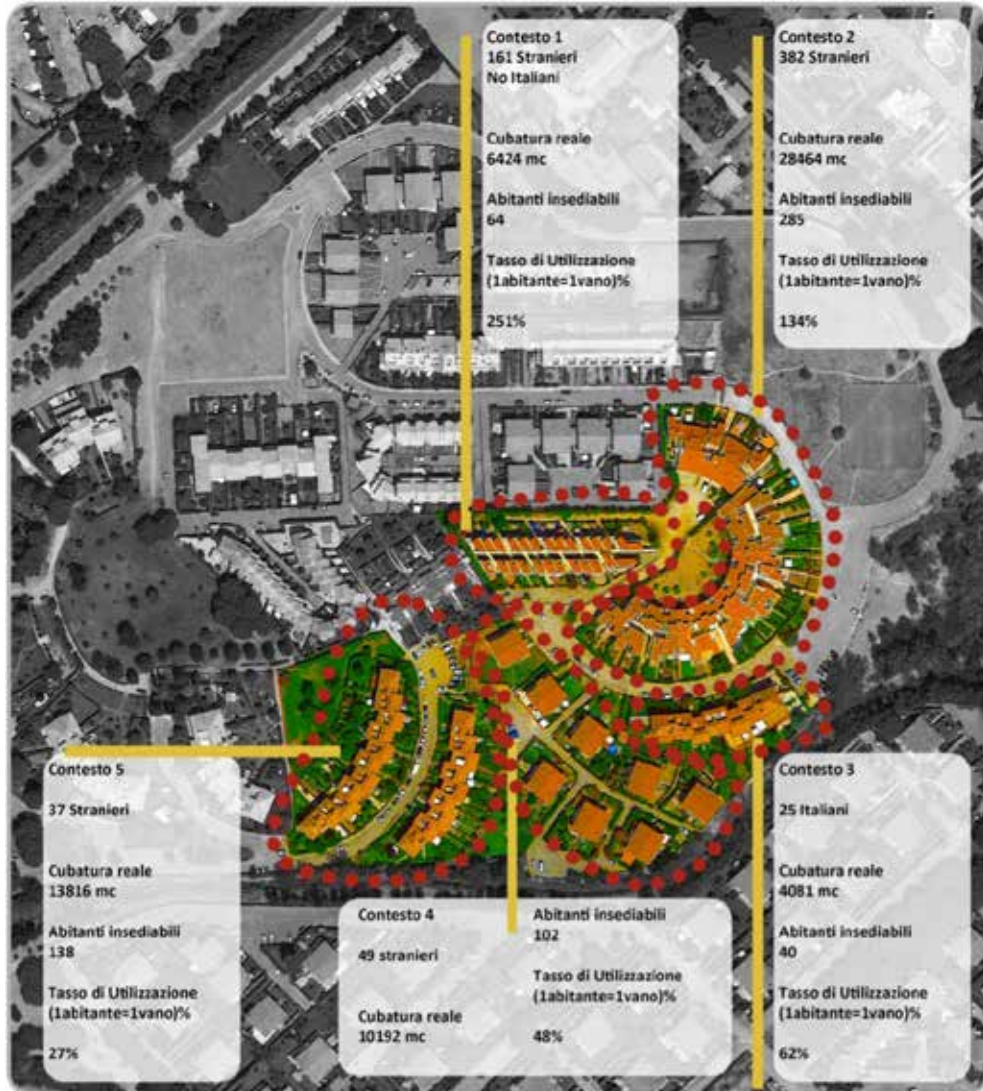 Contesto 1
161 Stranieri
No Italiani
Cubatura reale
6424 mc
Abitanti insediabili
64
Tasso di Utilizzazione
(1abitante=1vano)%
251%
Contesto 2
382 Stranieri
Cubatura reale
28464 mc
Abitanti insediabili
285
Tasso di Utilizzazione
(1abitante=1vano)%
134%
Contesto 5
37 Stranieri
Cubatura reale
13816 mc
Abitanti insediabili
138
Tasso di Utilizzazione
(1abitante=1vano)%
27%
Contesto 4
49 stranieri
Cubatura reale
10192 mc
Abitanti insediabili
102
Tasso di Utilizzazione
(1abitante=1vano)%
48%
Contesto 3
25 Italiani
Cubatura reale
4081 mc
Abitanti insediabili
40
Tasso di Utilizzazione
(1abitante=1vano)%
62%